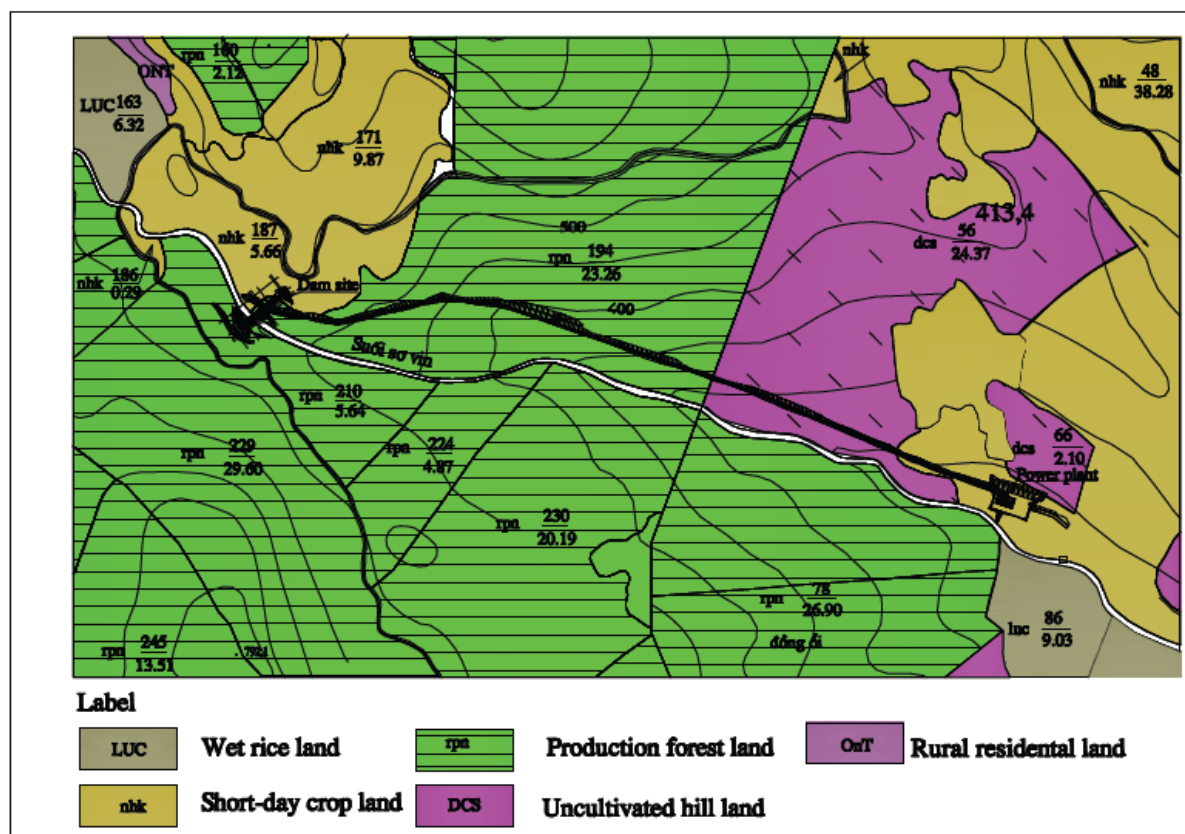 rpn 160
2.12
nhk
ONT
nhk 48
38.28
LUC 163
6.32
nhk 171
9.87
413,4
nhk 187
5.66
500
dcs 56
24.37
rpn 194
23.26
nhk 186
0.29
Dam site
400
Suối sơ vin
rpn 210
5.64
rpn 229
29.60
rpn 224
4.87
dcs 66
2.10
Power plant
rpn 230
20.19
rpn 78
26.90
luc 86
9.03
đồng ỏi
rpn 245
13.51
Label
LUC Wet rice land
rpn Production forest land
OnT Rural residental land
nhk Short-day crop land
DCS Uncultivated hill land